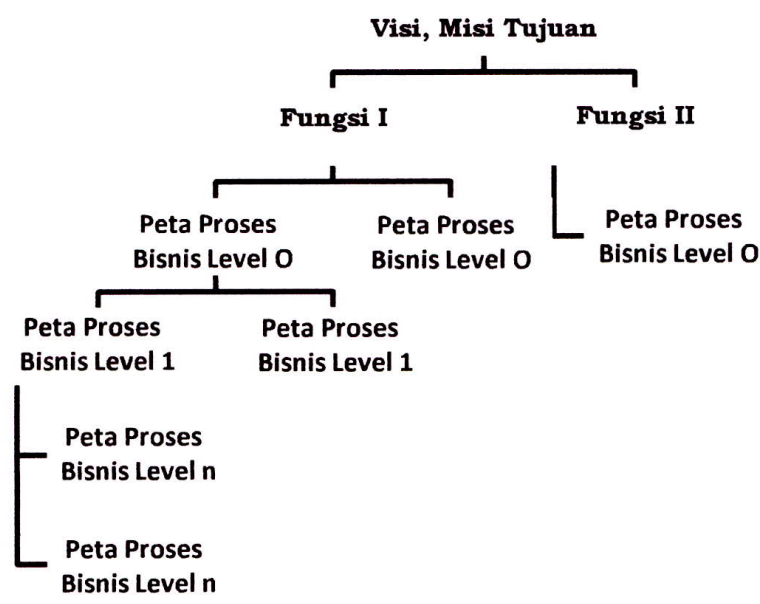 Visi, Misi Tujuan
Fungsi I
Fungsi II
Peta Proses
Bisnis Level O
Peta Proses
Bisnis Level O
Peta Proses
Bisnis Level O
Peta Proses
Bisnis Level 1
Peta Proses
Bisnis Level 1
Peta Proses
Bisnis Level n
Peta Proses
Bisnis Level n